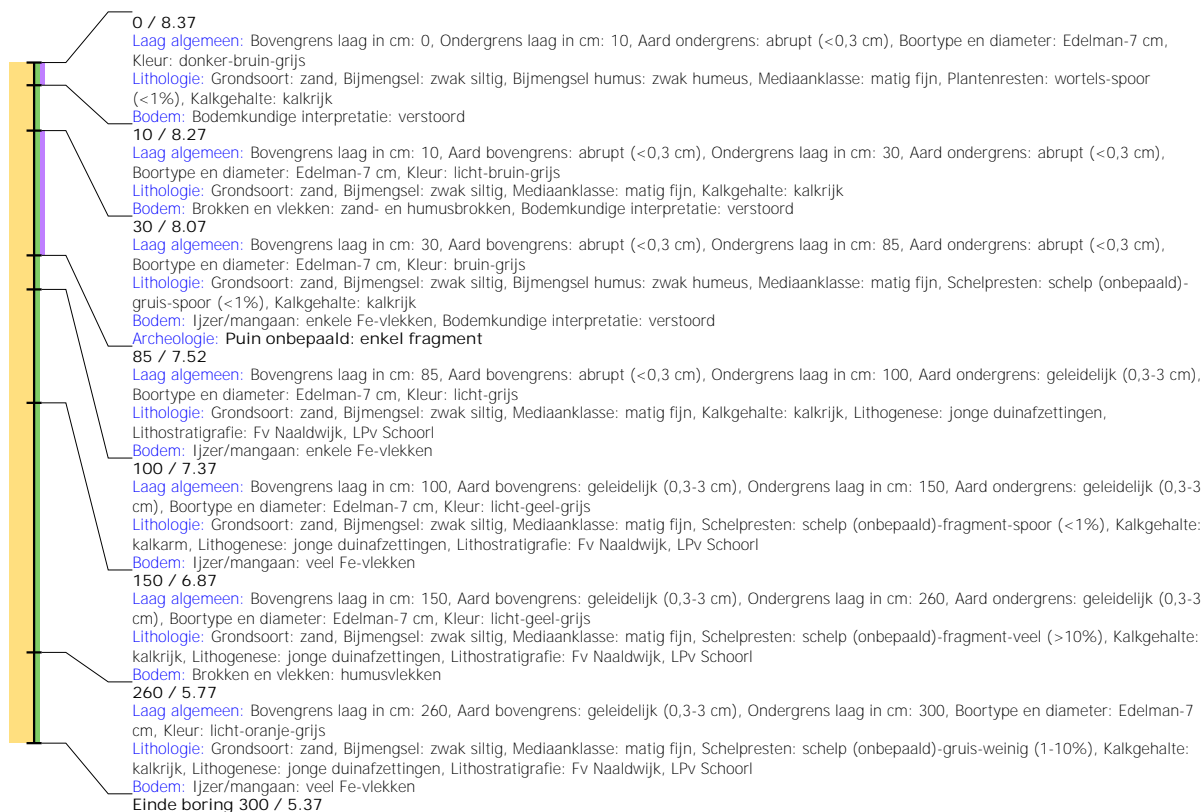 0 / 8.37
Laag algemeen: Bovengrens laag in cm: 0, Ondergrens laag in cm: 10, Aard ondergrens: abrupt (<0,3 cm), Boortype en diameter: Edelman-7 cm,
Kleur: donker-bruin-grijs
Lithologie: Grondsoort: zand, Bijmengsel: zwak siltig, Bijmengsel humus: zwak humeus, Mediaanklasse: matig fijn, Plantenresten: wortels-spoor
(<1%), Kalkgehalte: kalkrijk
Bodem: Bodemkundige interpretatie: verstoord
10 / 8.27
Laag algemeen: Bovengrens laag in cm: 10, Aard bovengrens: abrupt (<0,3 cm), Ondergrens laag in cm: 30, Aard ondergrens: abrupt (<0,3 cm),
Boortype en diameter: Edelman-7 cm, Kleur: licht-bruin-grijs
Lithologie: Grondsoort: zand, Bijmengsel: zwak siltig, Mediaanklasse: matig fijn, Kalkgehalte: kalkrijk
Bodem: Brokken en vlekken: zand- en humusbrokken, Bodemkundige interpretatie: verstoord
30 / 8.07
Laag algemeen: Bovengrens laag in cm: 30, Aard bovengrens: abrupt (<0,3 cm), Ondergrens laag in cm: 85, Aard ondergrens: abrupt (<0,3 cm),
Boortype en diameter: Edelman-7 cm, Kleur: bruin-grijs
Lithologie: Grondsoort: zand, Bijmengsel: zwak siltig, Bijmengsel humus: zwak humeus, Mediaanklasse: matig fijn, Schelpresten: schelp (onbepaald)-
gruis-spoor (<1%), Kalkgehalte: kalkrijk
Bodem: Ijzer/mangaan: enkele Fe-vlekken, Bodemkundige interpretatie: verstoord
Archeologie: Puin onbepaald: enkel fragment
85 / 7.52
Laag algemeen: Bovengrens laag in cm: 85, Aard bovengrens: abrupt (<0,3 cm), Ondergrens laag in cm: 100, Aard ondergrens: geleidelijk (0,3-3 cm),
Boortype en diameter: Edelman-7 cm, Kleur: licht-grijs
Lithologie: Grondsoort: zand, Bijmengsel: zwak siltig, Mediaanklasse: matig fijn, Kalkgehalte: kalkrijk, Lithogenese: jonge duinafzettingen,
Lithostratigrafie: Fv Naaldwijk, LPv Schoorl
Bodem: Ijzer/mangaan: enkele Fe-vlekken
100 / 7.37
Laag algemeen: Bovengrens laag in cm: 100, Aard bovengrens: geleidelijk (0,3-3 cm), Ondergrens laag in cm: 150, Aard ondergrens: geleidelijk (0,3-3
cm), Boortype en diameter: Edelman-7 cm, Kleur: licht-geel-grijs
Lithologie: Grondsoort: zand, Bijmengsel: zwak siltig, Mediaanklasse: matig fijn, Schelpresten: schelp (onbepaald)-fragment-spoor (<1%), Kalkgehalte:
kalkarm, Lithogenese: jonge duinafzettingen, Lithostratigrafie: Fv Naaldwijk, LPv Schoorl
Bodem: Ijzer/mangaan: veel Fe-vlekken
150 / 6.87
Laag algemeen: Bovengrens laag in cm: 150, Aard bovengrens: geleidelijk (0,3-3 cm), Ondergrens laag in cm: 260, Aard ondergrens: geleidelijk (0,3-3
cm), Boortype en diameter: Edelman-7 cm, Kleur: licht-geel-grijs
Lithologie: Grondsoort: zand, Bijmengsel: zwak siltig, Mediaanklasse: matig fijn, Schelpresten: schelp (onbepaald)-fragment-veel (>10%), Kalkgehalte:
kalkrijk, Lithogenese: jonge duinafzettingen, Lithostratigrafie: Fv Naaldwijk, LPv Schoorl
Bodem: Brokken en vlekken: humusvlekken
260 / 5.77
Laag algemeen: Bovengrens laag in cm: 260, Aard bovengrens: geleidelijk (0,3-3 cm), Ondergrens laag in cm: 300, Boortype en diameter: Edelman-7
cm, Kleur: licht-oranje-grijs
Lithologie: Grondsoort: zand, Bijmengsel: zwak siltig, Mediaanklasse: matig fijn, Schelpresten: schelp (onbepaald)-gruis-weinig (1-10%), Kalkgehalte:
kalkrijk, Lithogenese: jonge duinafzettingen, Lithostratigrafie: Fv Naaldwijk, LPv Schoorl
Bodem: Ijzer/mangaan: veel Fe-vlekken
Einde boring 300 / 5.37